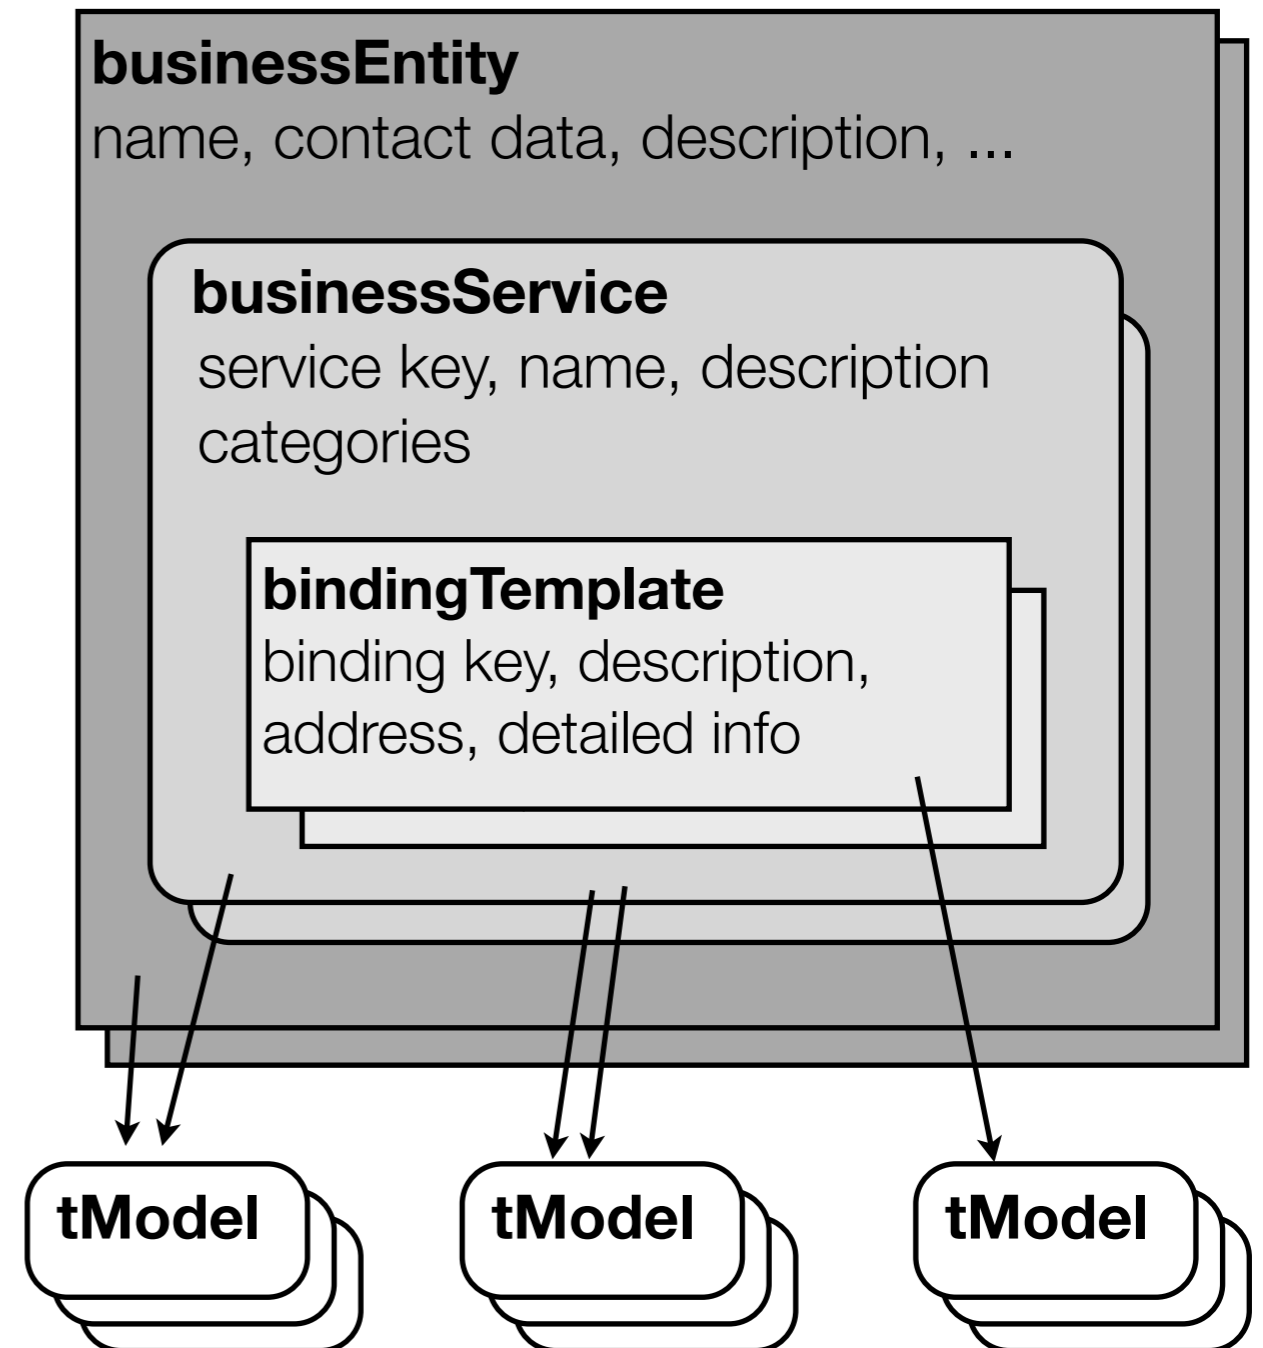 businessEntity
name, contact data, description, ...
businessService
service key, name, description
categories
bindingTemplate
binding key, description,
address, detailed info
tModel
tModel
tModel